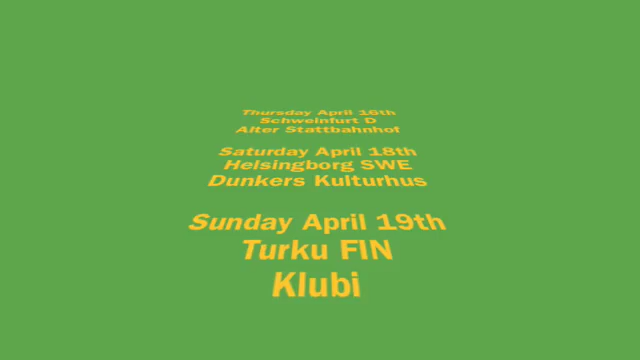 Thursday April 16th
Schweinfurt D
Alter Stattbahnhof
Saturday April 18th
Helsingborg SWE
Dunkers Kulturhus
Sunday April 19th
Turku FIN
Klubi